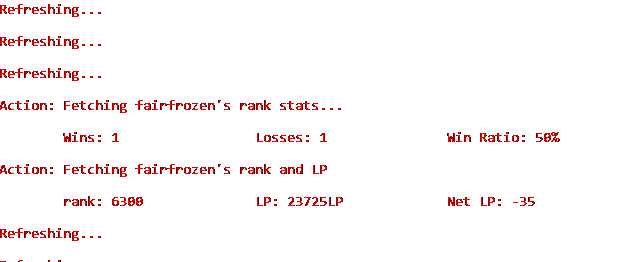 Refreshing...
Refreshing...
Refreshing...
Action: Fetching fairfrozen's rank stats...
Wins: 1 Losses: 1 Win Ratio: 50%
Action: Fetching fairfrozen's rank and LP
rank: 6300 LP: 23725LP Net LP: -35
Refreshing...